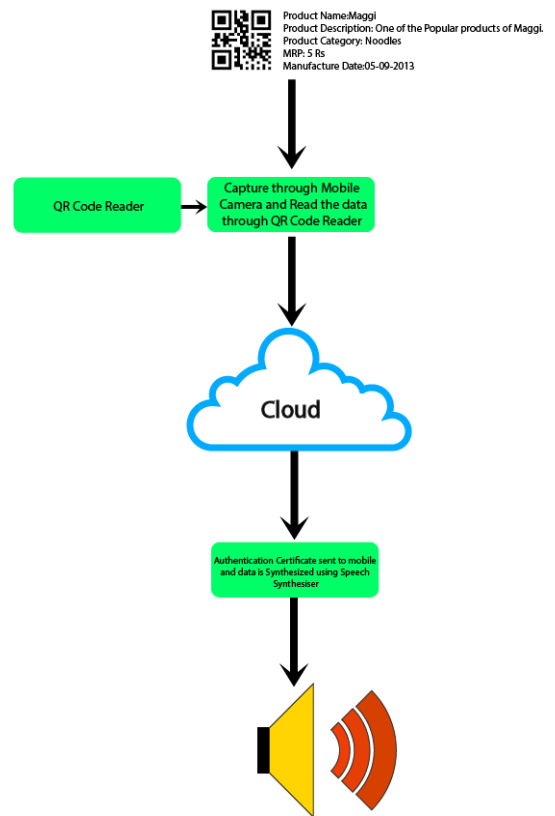 Product Name:Maggi
Product Description: One of the Popular products of Maggi.
Product Category: Noodles
MRP: 5 Rs
Manufacture Date:05-09-2013
QR Code Reader
Capture through Mobile
Camera and Read the data
through QR Code Reader
Cloud
Authentication Certificate sent to mobile
and data is Synthesized using Speech
Synthesiser